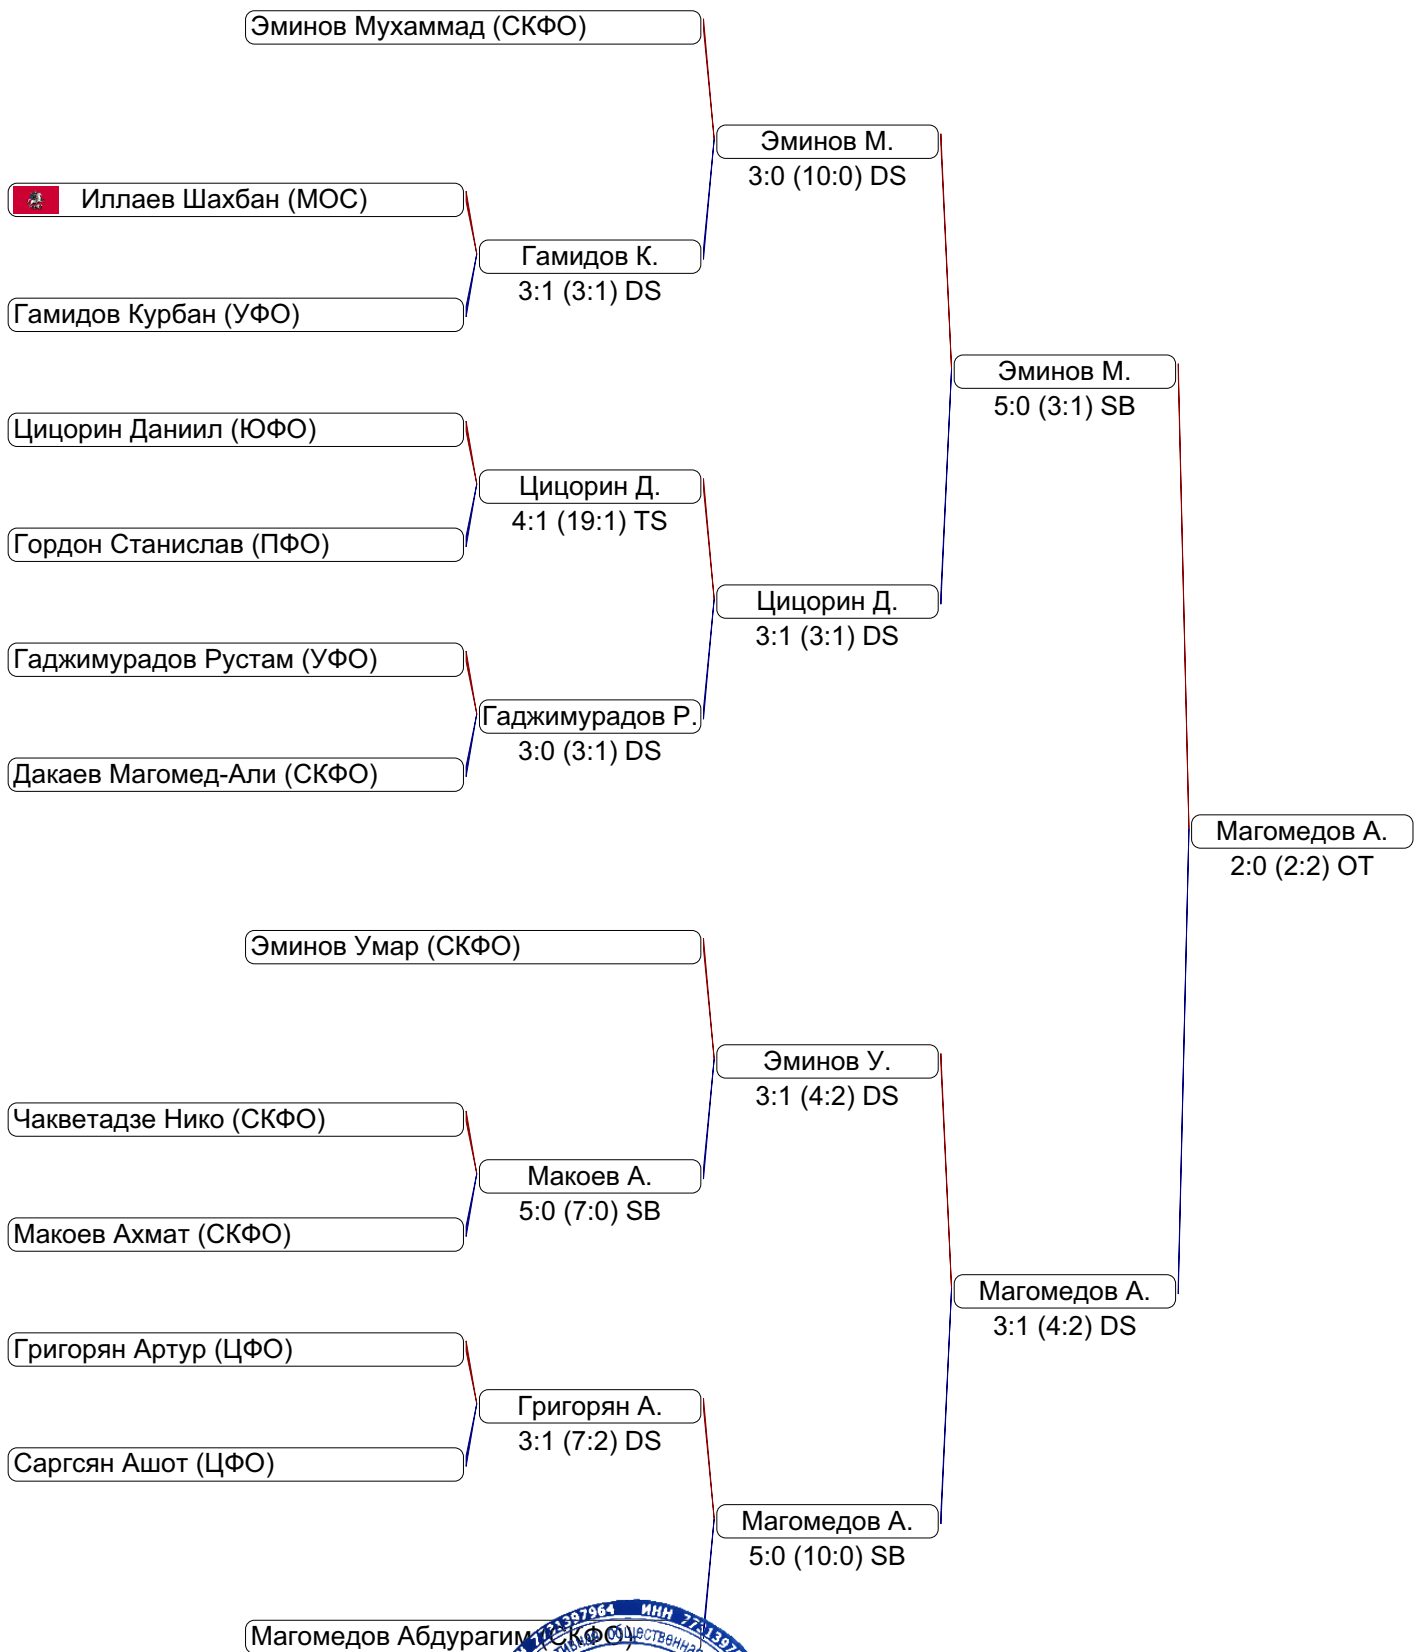 Эминов Мухаммад (СКФО)
Эминов М.
3:0 (10:0) DS
Иллаев Шахбан (МОС)
Гамидов К.
3:1 (3:1) DS
Гамидов Курбан (УФО)
Эминов М.
5:0 (3:1) SB
Цицорин Даниил (ЮФО)
Цицорин Д.
4:1 (19:1) TS
Гордон Станислав (ПФО)
Цицорин Д.
3:1 (3:1) DS
Гаджимурадов Рустам (УФО)
Гаджимурадов Р.
3:0 (3:1) DS
Дакаев Магомед-Али (СКФО)
Магомедов А.
2:0 (2:2) OT
Эминов Умар (СКФО)
Эминов У.
3:1 (4:2) DS
Чакветадзе Нико (СКФО)
Макоев А.
5:0 (7:0) SB
Макоев Ахмат (СКФО)
Магомедов А.
3:1 (4:2) DS
Григорян Артур (ЦФО)
Григорян А.
3:1 (7:2) DS
Саргсян Ашот (ЦФО)
Магомедов А.
5:0 (10:0) SB
Магомедов Абдурагим (СКФО)
ИНН